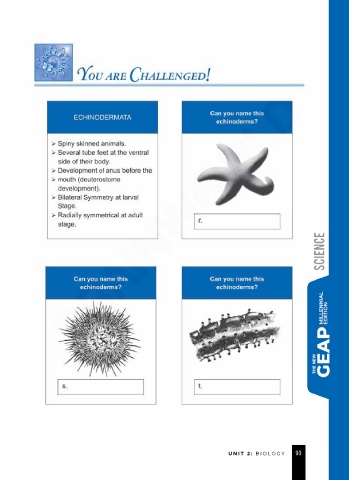 YOU ARE CHALLENGED!
ECHINODERMATA
➢ Spiny skinned animals.
➢ Several tube feet at the ventral
side of their body.
➢ Development of anus before the
➢ mouth (deuterostome
development).
➢ Bilateral Symmetry at larval
Stage.
➢ Radially symmetrical at adult
stage.
Can you name this
echinoderms?
r.
Can you name this
echinoderms?
s.
Can you name this
echinoderms?
t.
SCIENCE
THE NEW
GEAP MILLENNIAL
EDITION
UNIT 2: BIOLOGY 93